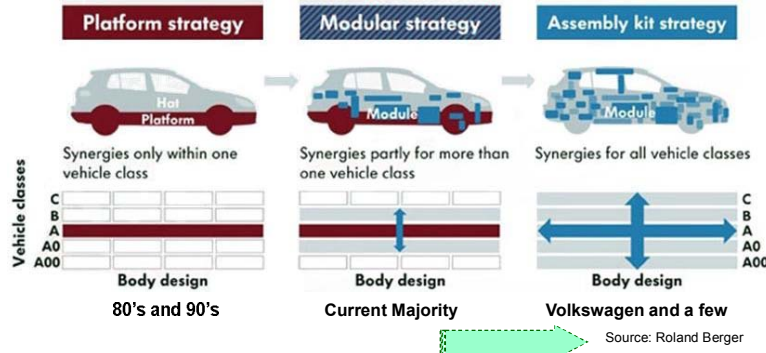 Platform strategy
Modular strategy
Assembly kit strategy
Hat
Platform
Module
Module
Synergies only within one
vehicle class
Synergies partly for more than
one vehicle class
Synergies for all vehicle classes
Vehicle classes
C
B
A
A0
A00
C
B
A
A0
A00
Body design
Body design
Body design
80's and 90's
Current Majority
Volkswagen and a few
Source: Roland Berger